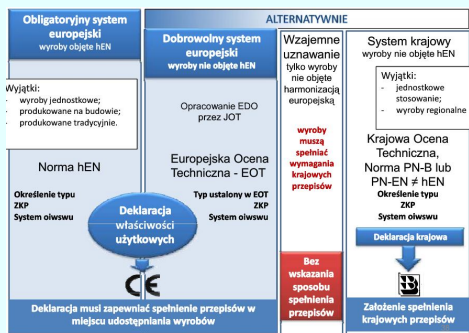 Obligatoryjny system
europejski
wyroby objęte hEN
Wyjątki:
- wyroby jednostkowe;
- produkowane na budowie;
- produkowane tradycyjnie.
Norma hEN
Określenie typu
ZKP
System oiwswu
ALTERNATYWNIE
Dobrowolny system
europejski
wyroby nie objęte hEN
Opracowanie EDO
przez JOT
Europejska Ocena
Techniczna - EOT
Typ ustalony w EOT
ZKP
System oiwswu
Deklaracja
właściwości
użytkowych
CE
Deklaracja musi zapewniać spełnienie przepisów w
miejscu udostępniania wyrobów
Wzajemne
uznawanie
tylko wyroby
nie objęte
harmonizacją
europejską
wyroby
muszą
spełniać
wymagania
krajowych
przepisów
Bez
wskazania
sposobu
spełnienia
przepisów
System krajowy
wyroby nie objęte hEN
Wyjątki:
- jednostkowe
stosowanie;
- wyroby regionalne
Krajowa Ocena
Techniczna,
Norma PN-B lub
PN-EN ≠ hEN
Określenie typu
ZKP
System oiwswu
Deklaracja krajowa
B
Założenie spełnienia
krajowych przepisów